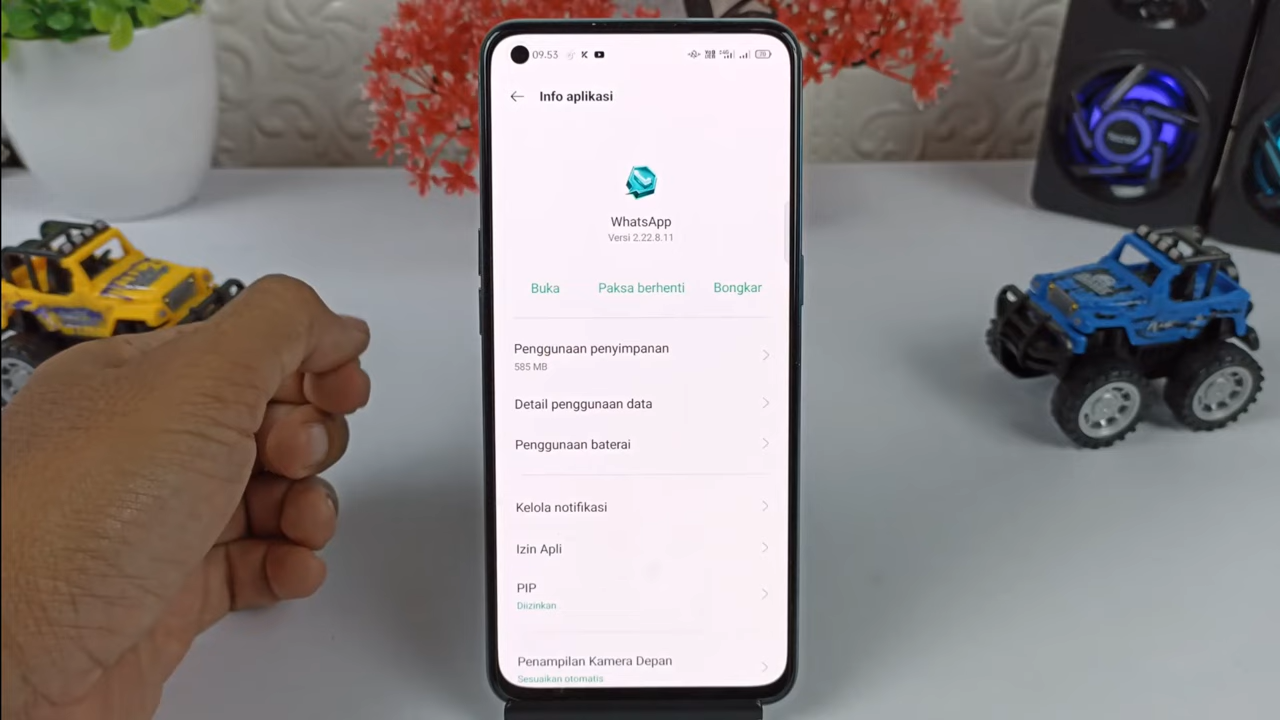 09.53
Info aplikasi
WhatsApp
Versi 2.22.8.11
Buka Paksa berhenti Bongkar
Penggunaan penyimpanan
585 MB
Detail penggunaan data
Penggunaan baterai
Kelola notifikasi
Izin Apli
PIP
Diizinkan
Penampilan Kamera Depan
Sesuaikan otomatis